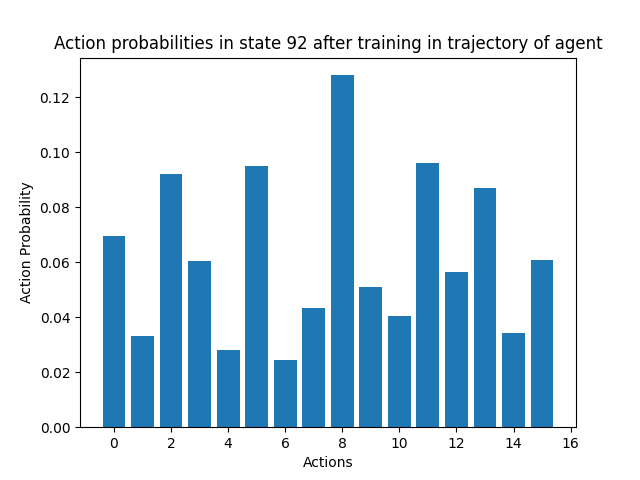 Action probabilities in state 92 after training in trajectory of agent
0.12
0.10
0.08
0.06
0.04
0.02
0.00
Action Probability
0 2 4 6 8 10 12 14 16
Actions